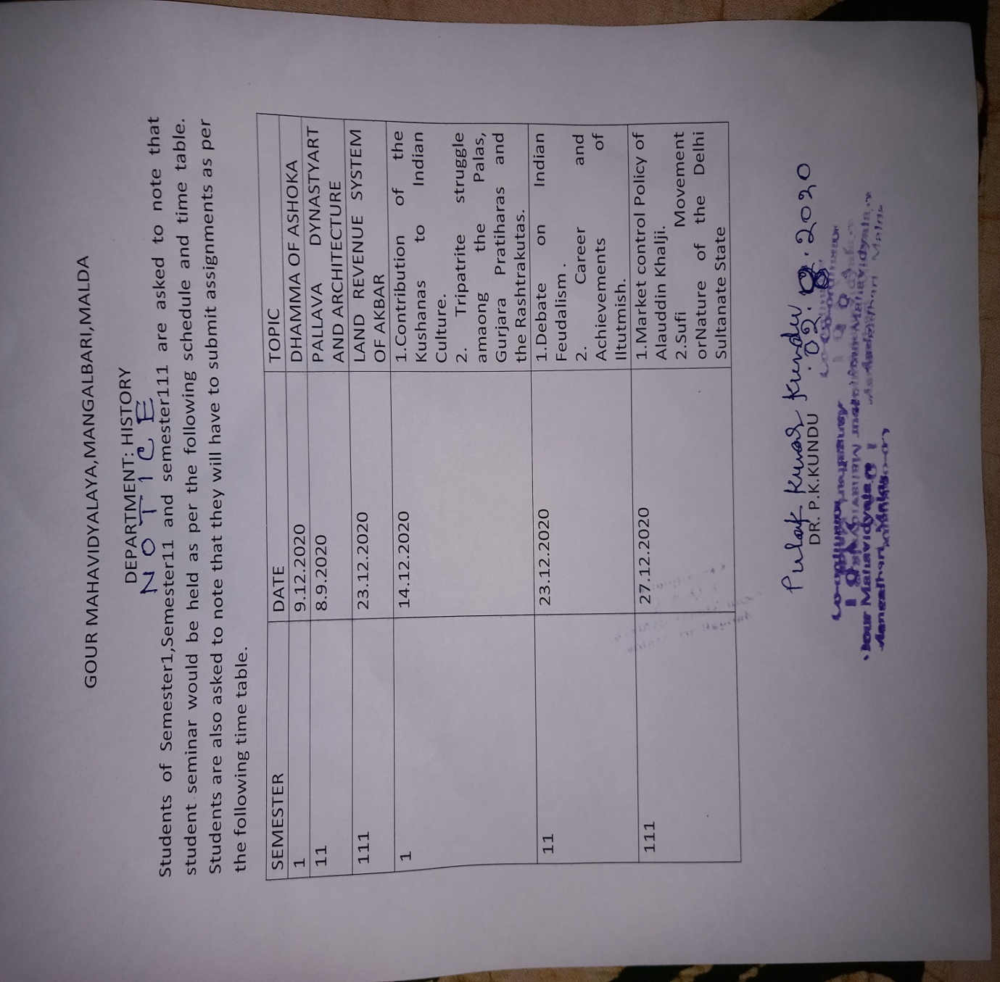 GOUR MAHAVIDYALAYA,MANGALBARI,MALDA
DEPARTMENT: HISTORY
NOTICE
Students of Semester1,Semester11 and semester111 are asked to note that
student seminar would be held as per the following schedule and time table.
Students are also asked to note that they will have to submit assignments as per
the following time table.
SEMESTER DATE TOPIC
1 9.12.2020 DHAMMA OF ASHOKA
11 8.9.2020 PALLAVA DYNASTYART
AND ARCHITECTURE
111 23.12.2020 LAND REVENUE SYSTEM
OF AKBAR
1 14.12.2020 1.Contribution of the
Kushanas to Indian
Culture.
2. Tripatrite struggle
amaong the Palas,
Gurjara Pratiharas and
the Rashtrakutas.
11 23.12.2020 1.Debate on Indian
Feudalism.
2. Career and
Achievements of
Iltutmish.
111 27.12.2020 1.Market control Policy of
Alauddin Khalji.
2.Sufi Movement
orNature of the Delhi
Sultanate State
Pulak Kumar Kundu
DR. P.K.KUNDU 02. 2020